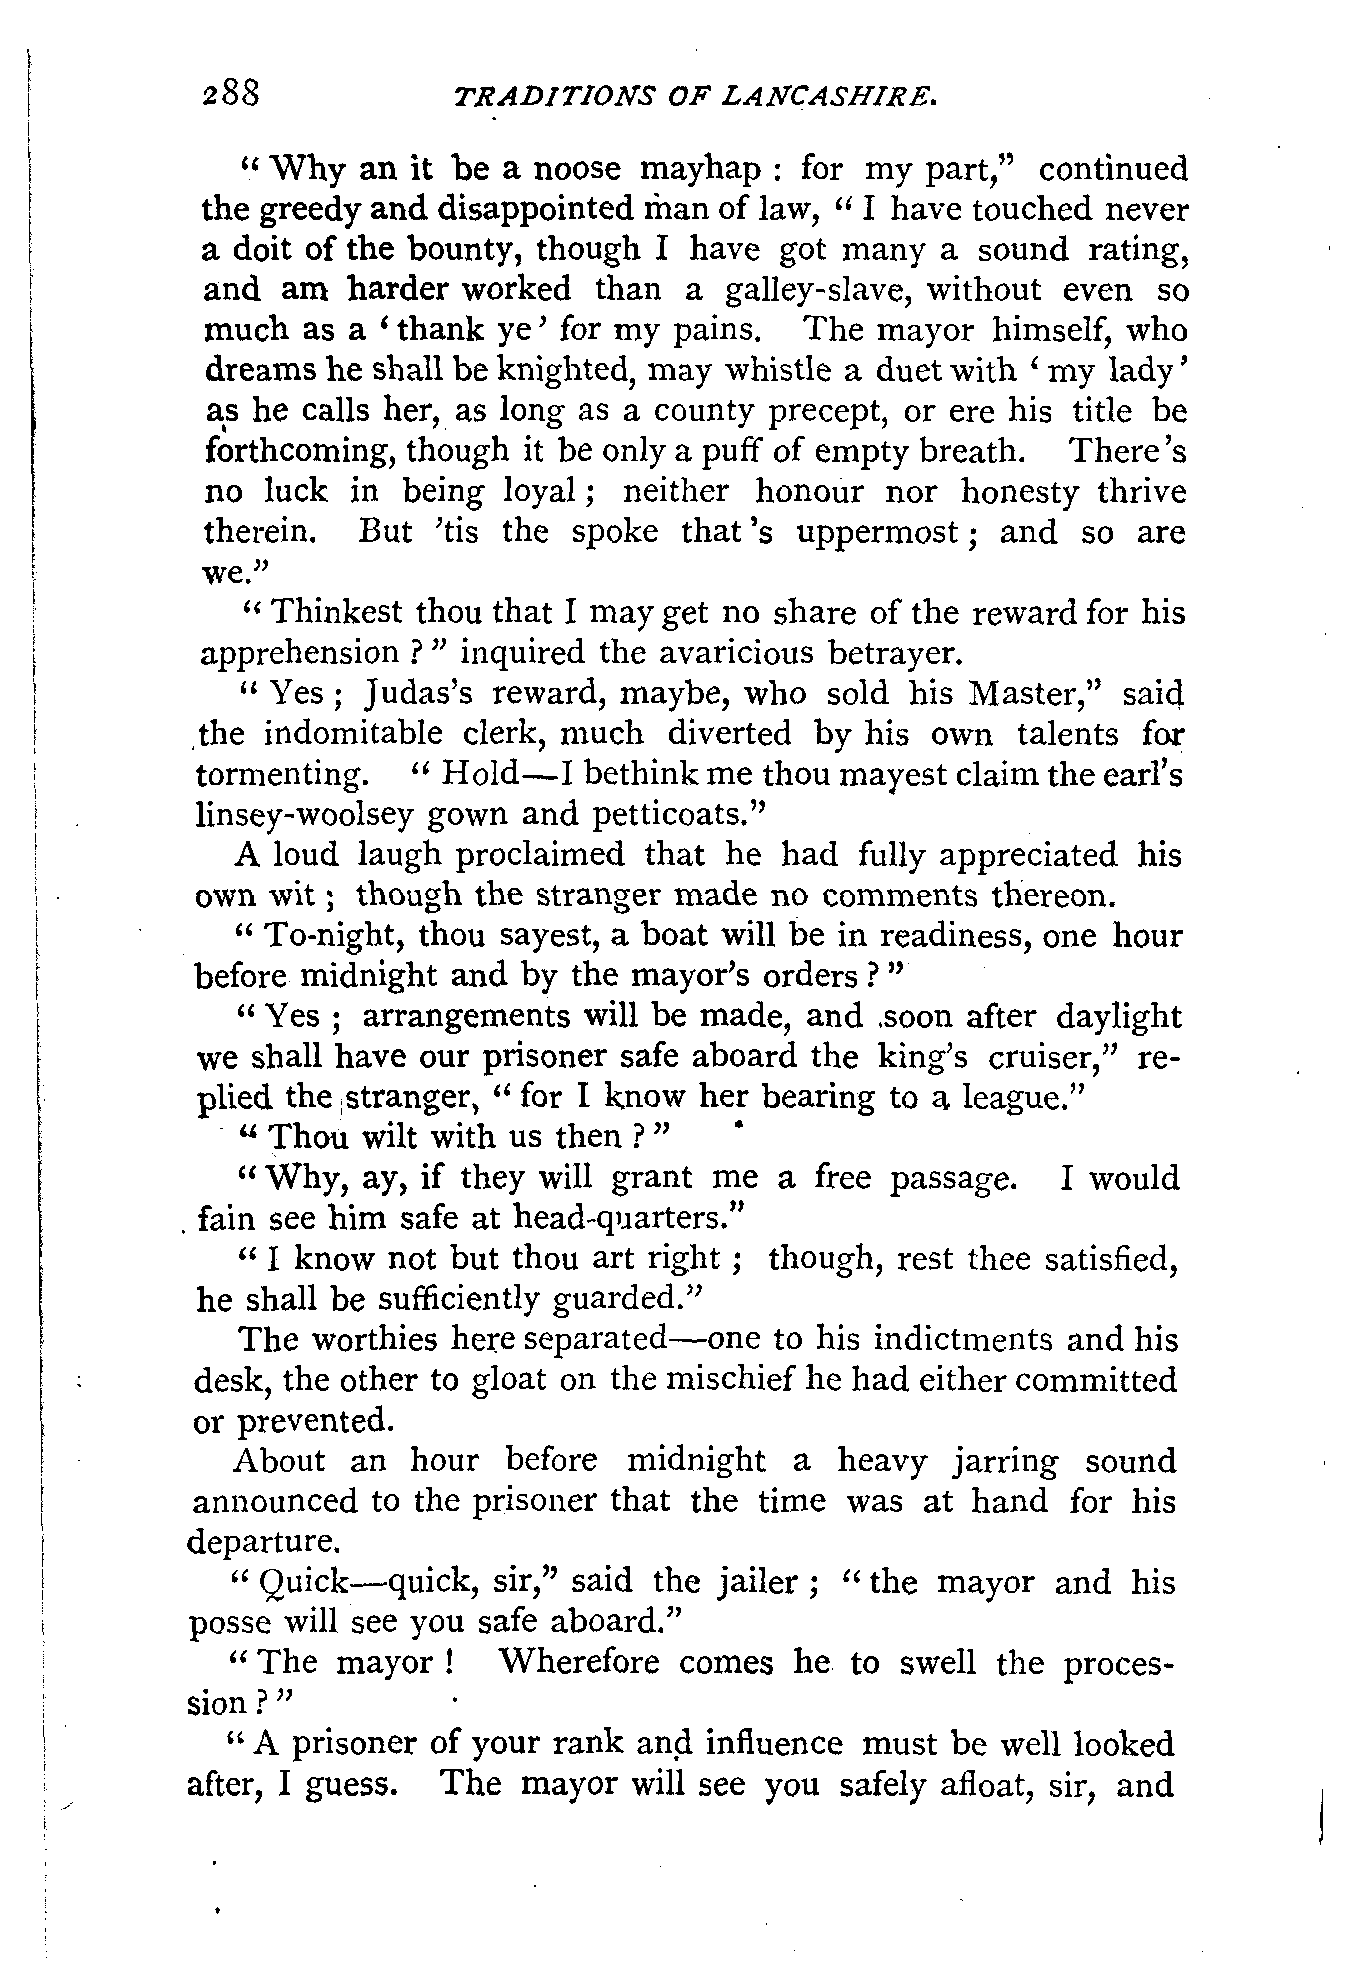 288 TRADITIONS OF LANCASHIRE.
“ Why an it be a noose mayhap : for my part,” continued
the greedy and disappointed man of law, “ I have touched never
a doit of the bounty, though I have got many a sound rating,
and am harder worked than a galley-slave, without even so
much as a ‘ thank ye ’ for my pains. The mayor himself, who
dreams he shall be knighted, may whistle a duet with ‘ my lady ’
as he calls her, as long as a county precept, or ere his title be
forthcoming, though it be only a puff of empty breath. There ’s
no luck in being loyal ; neither honour nor honesty thrive
therein. But ’tis the spoke that ’s uppermost ; and so are
we.”
“ Thinkest thou that I may get no share of the reward for his
apprehension ? ” inquired the avaricious betrayer.
“ Yes ; Judas’s reward, maybe, who sold his Master,” said
the indomitable clerk, much diverted by his own talents for
tormenting. “ Hold—I bethink me thou mayest claim the earl’s
linsey-woolsey gown and petticoats.”
A loud laugh proclaimed that he had fully appreciated his
own wit ; though the stranger made no comments thereon.
“ To-night, thou sayest, a boat will be in readiness, one hour
before midnight and by the mayor’s orders ? ”
“ Yes ; arrangements will be made, and soon after daylight
we shall have our prisoner safe aboard the king’s cruiser,” re-
plied the stranger, “ for I know her bearing to a league.”
“ Thou wilt with us then ? ”
“ Why, ay, if they will grant me a free passage. I would
fain see him safe at head-quarters.”
“ I know not but thou art right ; though, rest thee satisfied,
he shall be sufficiently guarded.”
The worthies here separated—one to his indictments and his
desk, the other to gloat on the mischief he had either committed
or prevented.
About an hour before midnight a heavy jarring sound
announced to the prisoner that the time was at hand for his
departure.
“ Quick—quick, sir,” said the jailer ; “ the mayor and his
posse will see you safe aboard.”
“ The mayor ! Wherefore comes he to swell the proces-
sion ? ”
“ A prisoner of your rank and influence must be well looked
after, I guess. The mayor will see you safely afloat, sir, and